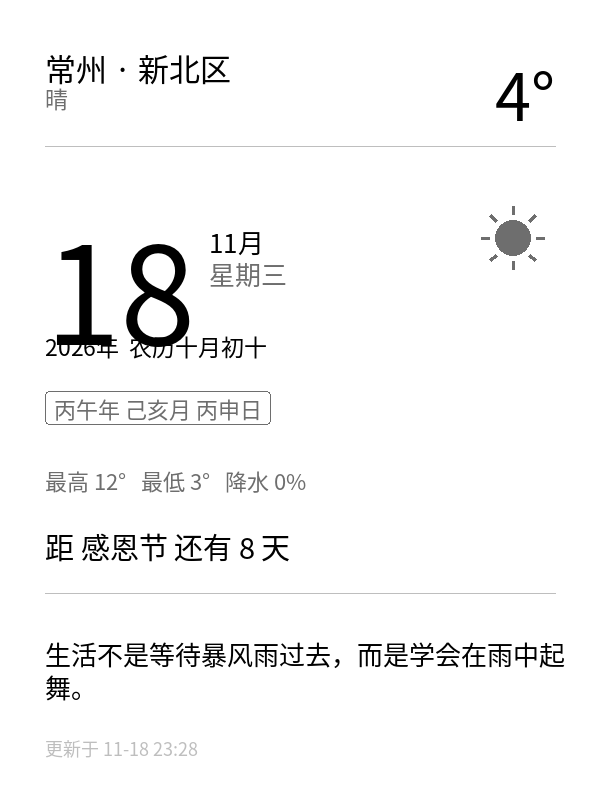 常州 · 新北区
晴
4°
18
11月
星期三
2026年 农历十月初十
丙午年 己亥月 丙申日
最高 12° 最低 3° 降水 0%
距 感恩节 还有 8 天
生活不是等待暴风雨过去，而是学会在雨中起
舞。
更新于 11-18 23:28